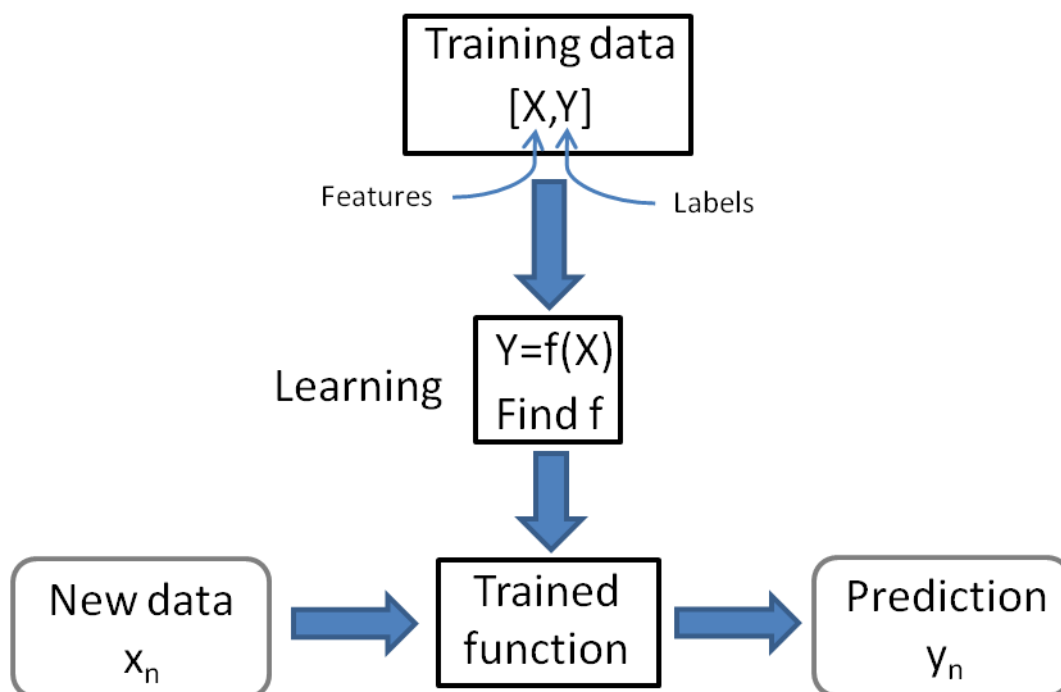 Training data
[X,Y]
Features
Labels
Learning
Y=f(X)
Find f
New data
xₙ
Trained
function
Prediction
yₙ